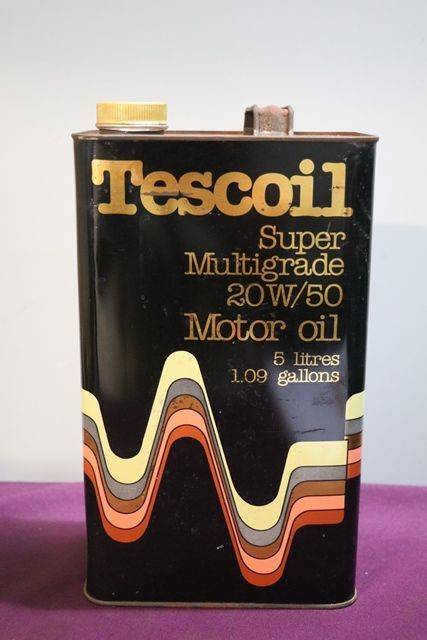 Tescoil
Super
Multigrade
20W/50
Motor oil
5 litres
1.09 gallons